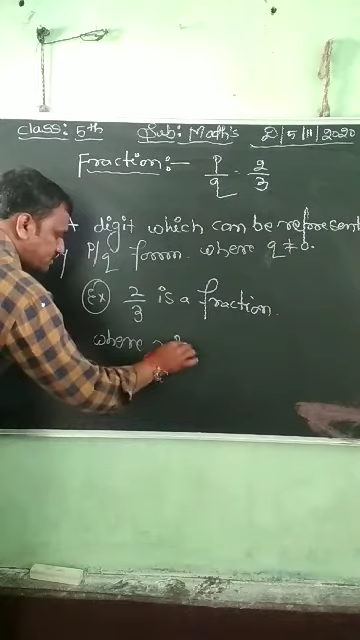 Class: 5th Sub: Math's D/5/11/2020
Fraction:— P/q 2/3
A digit which can be represent
y P/q form. where q≠0.
Ex 2/3 is a fraction.
where